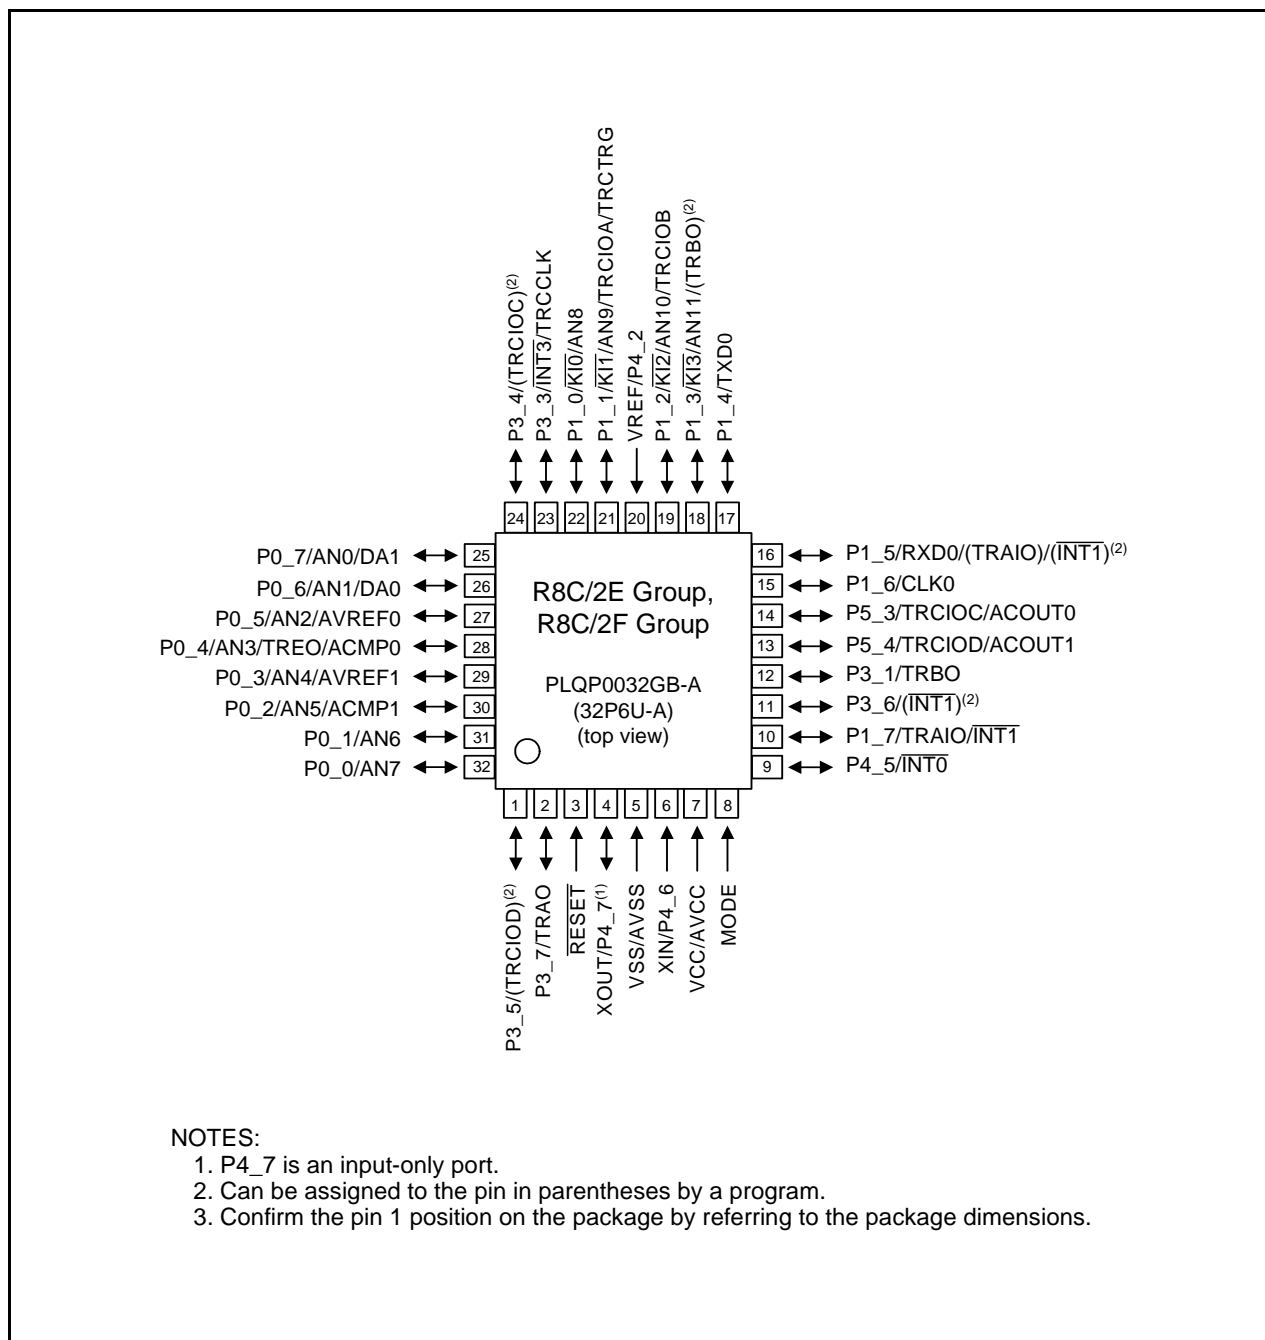 P3_4/(TRCIOC)(2)
P3_3/INT3/TRCCLK
P1_0/KI0/AN8
P1_1/KI1/AN9/TRCIOA/TRCTRG
VREF/P4_2
P1_2/KI2/AN10/TRCIOB
P1_3/KI3/AN11/(TRBO)(2)
P1_4/TXD0
24 23 22 21 20 19 18 17
P0_7/AN0/DA1 25
P0_6/AN1/DA0 26
P0_5/AN2/AVREF0 27
P0_4/AN3/TREO/ACMP0 28
P0_3/AN4/AVREF1 29
P0_2/AN5/ACMP1 30
P0_1/AN6 31
P0_0/AN7 32
R8C/2E Group,
R8C/2F Group
PLQP0032GB-A
(32P6U-A)
(top view)
16 P1_5/RXD0/(TRAIO)/(INT1)(2)
15 P1_6/CLK0
14 P5_3/TRCIOC/ACOUT0
13 P5_4/TRCIOD/ACOUT1
12 P3_1/TRBO
11 P3_6/(INT1)(2)
10 P1_7/TRAIO/INT1
9 P4_5/INT0
1 2 3 4 5 6 7 8
P3_5/(TRCIOD)(2)
P3_7/TRAO
RESET
XOUT/P4_7(1)
VSS/AVSS
XIN/P4_6
VCC/AVCC
MODE
NOTES:
1. P4_7 is an input-only port.
2. Can be assigned to the pin in parentheses by a program.
3. Confirm the pin 1 position on the package by referring to the package dimensions.